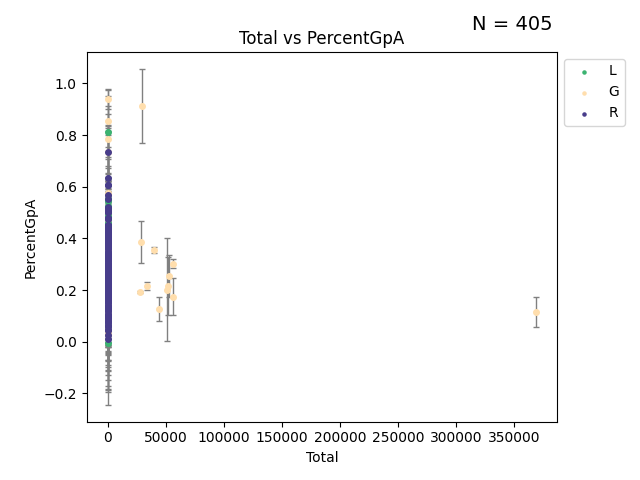 N = 405
Total vs PercentGpA
L
G
R
1.0
0.8
0.6
0.4
0.2
0.0
−0.2
PercentGpA
0 50000 100000 150000 200000 250000 300000 350000
Total